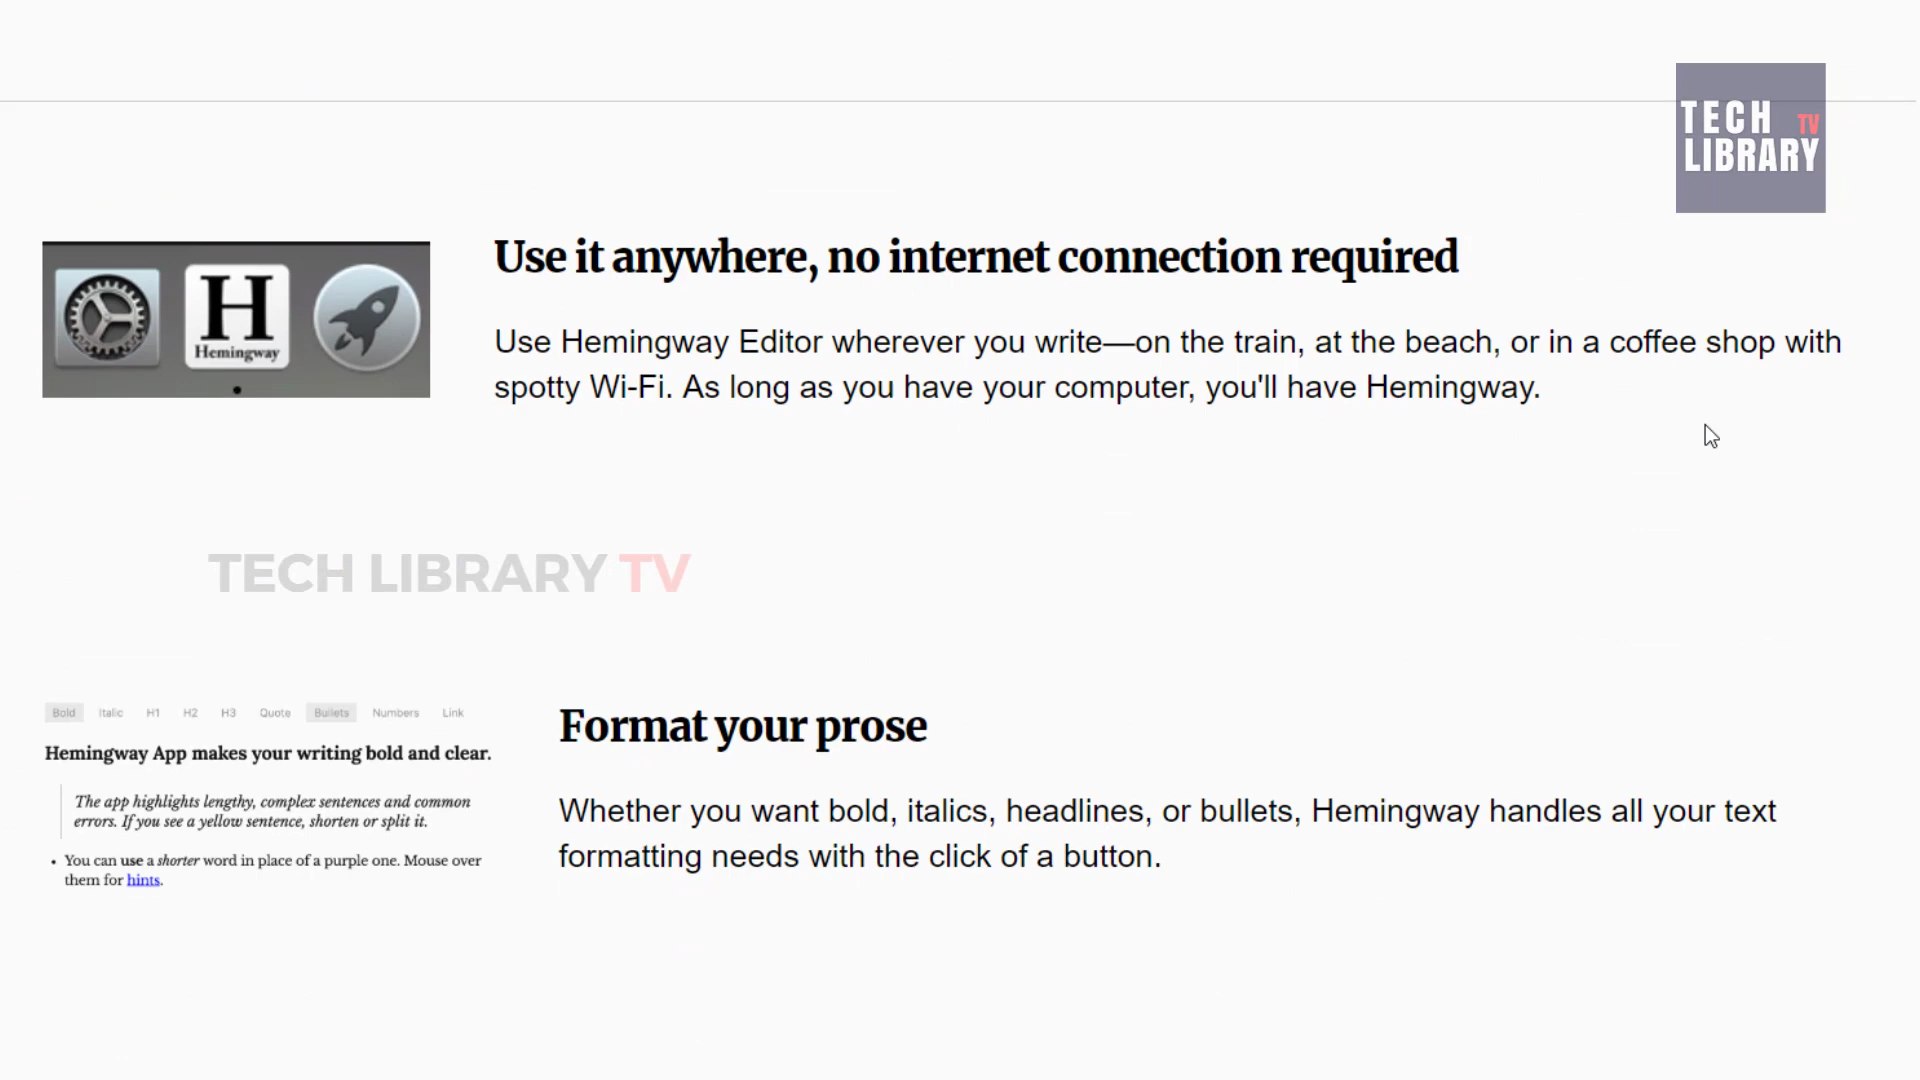 TECH TV
LIBRARY
Use it anywhere, no internet connection required
H
Hemingway
Use Hemingway Editor wherever you write—on the train, at the beach, or in a coffee shop with
spotty Wi-Fi. As long as you have your computer, you'll have Hemingway.
TECH LIBRARY TV
Bold Italic H1 H2 H3 Quote Bullets Numbers Link
Hemingway App makes your writing bold and clear.
The app highlights lengthy, complex sentences and common
errors. If you see a yellow sentence, shorten or split it.
• You can use a shorter word in place of a purple one. Mouse over
them for hints.
Format your prose
Whether you want bold, italics, headlines, or bullets, Hemingway handles all your text
formatting needs with the click of a button.